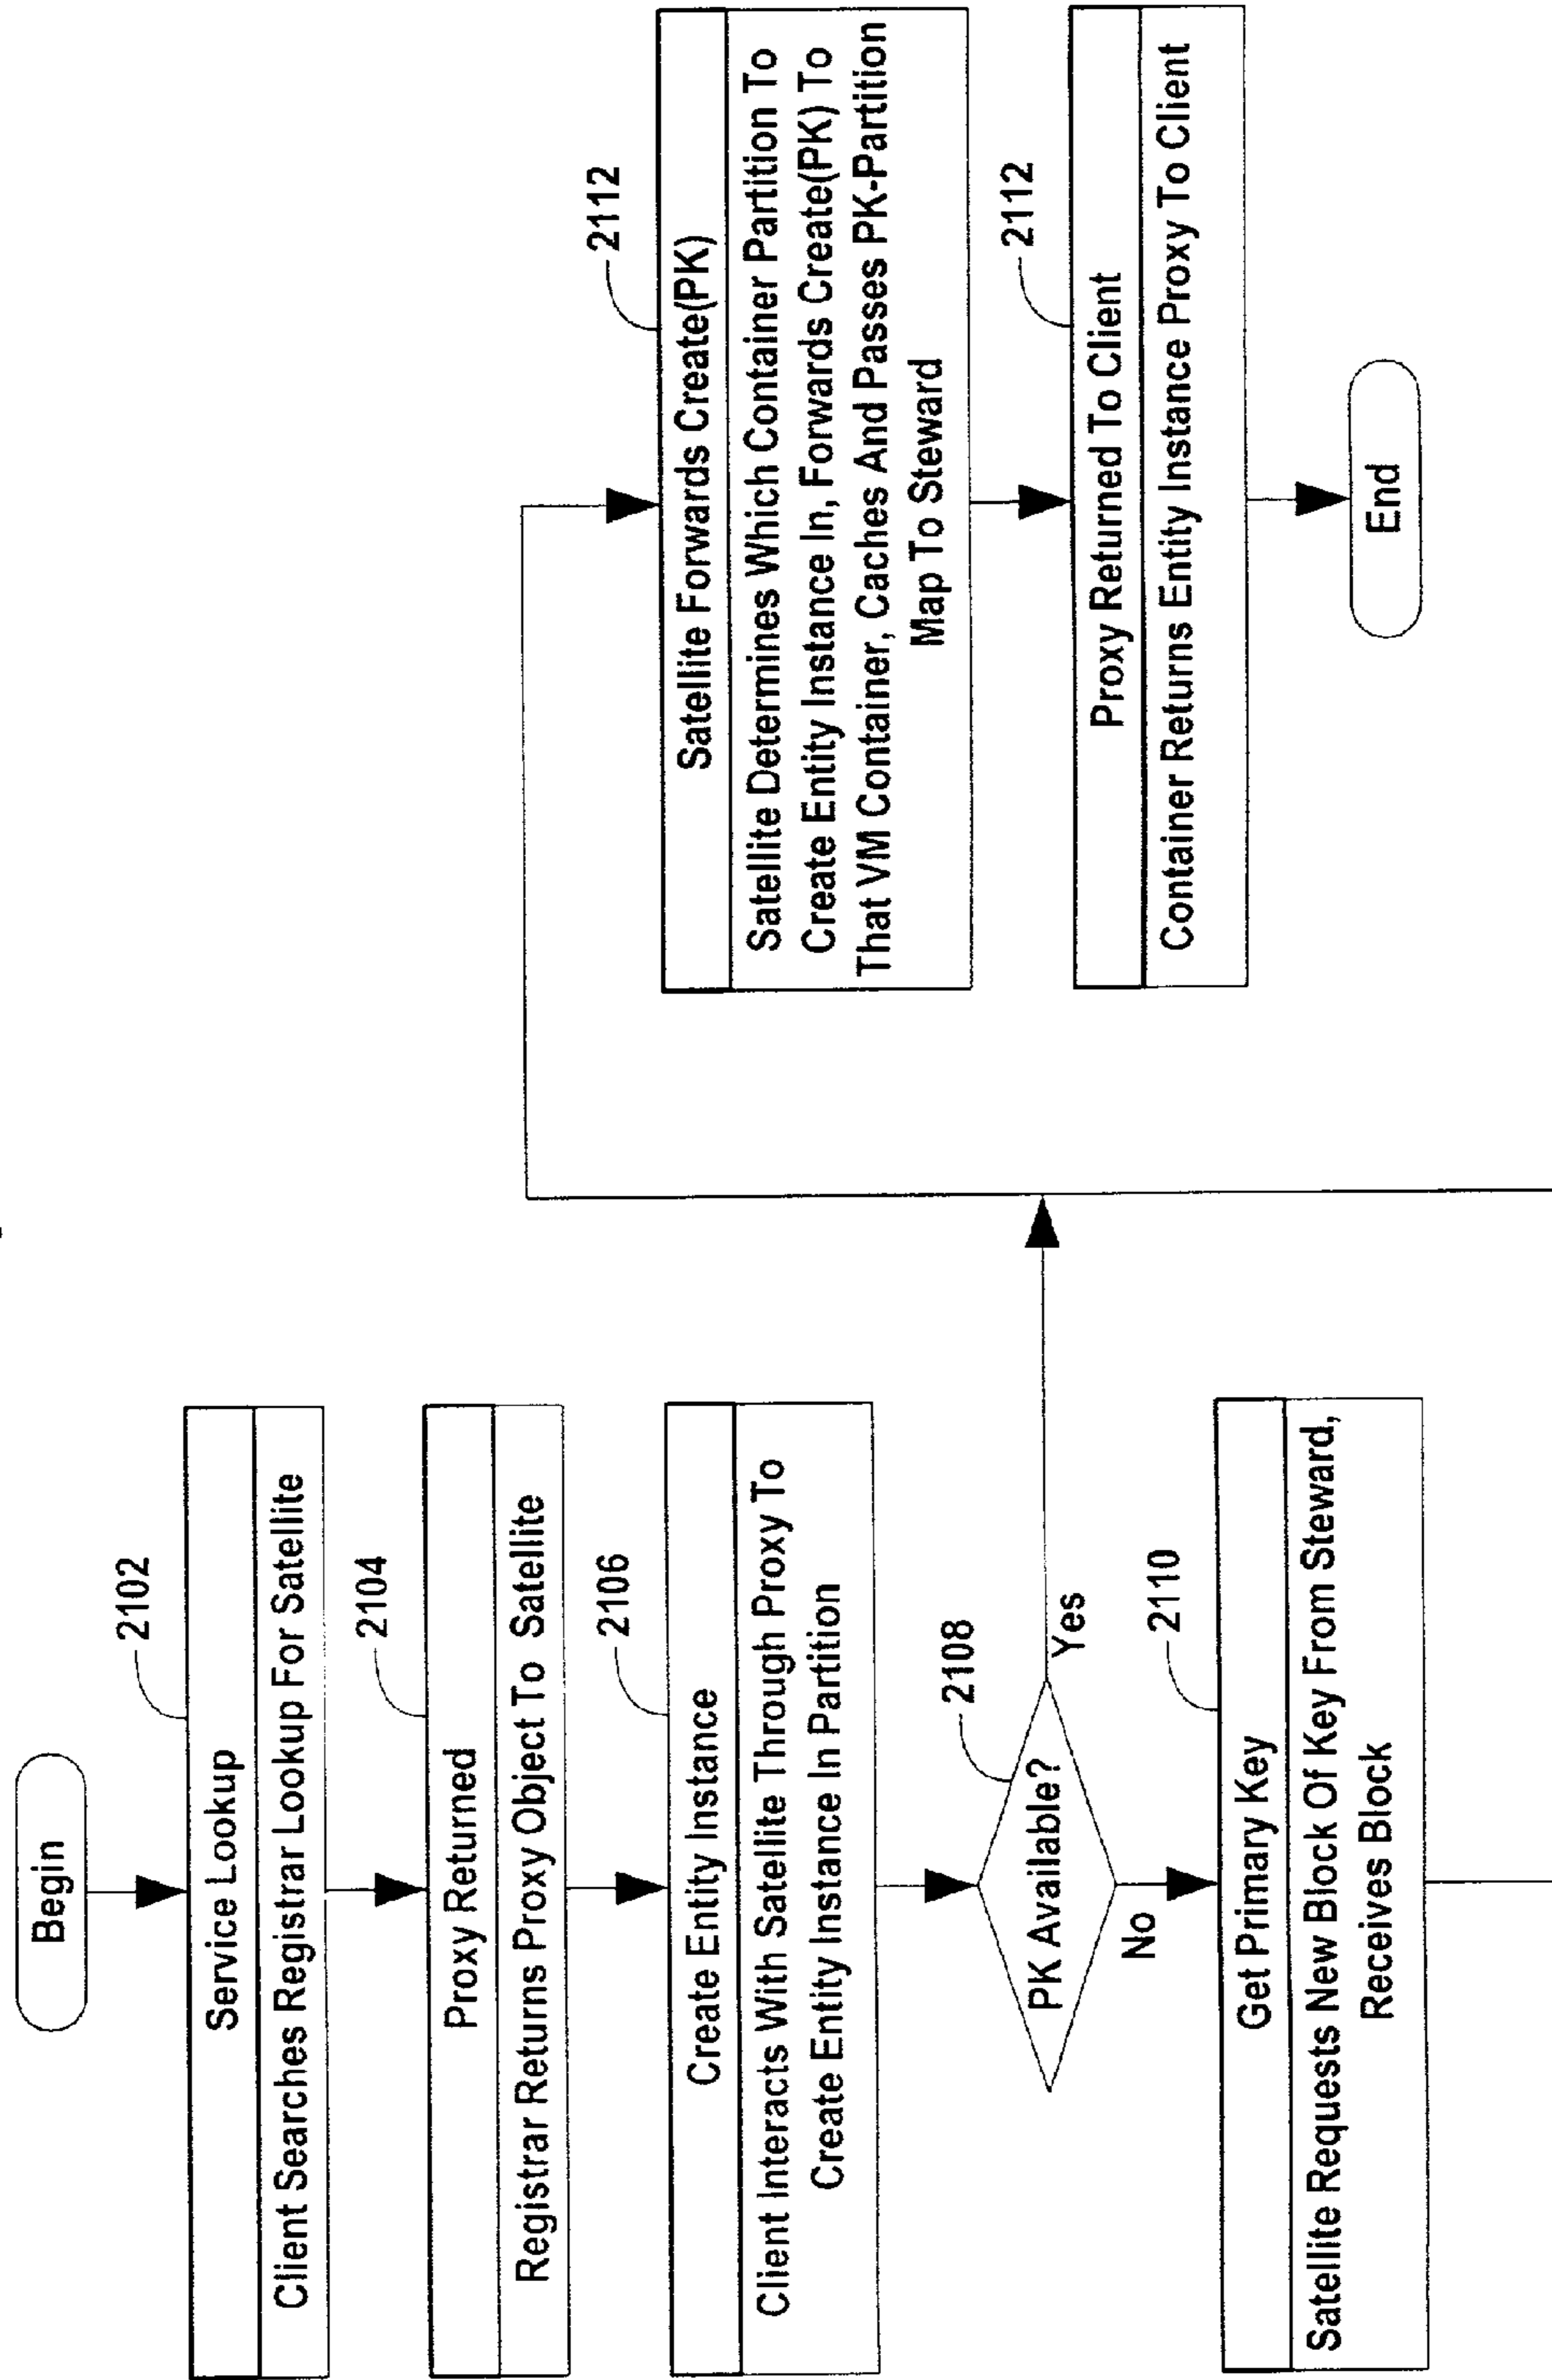 Begin
2102
Service Lookup
Client Searches Registrar Lookup For Satellite
2104
Proxy Returned
Registrar Returns Proxy Object To Satellite
2106
Create Entity Instance
Client Interacts With Satellite Through Proxy To
Create Entity Instance In Partition
2108
PK Available?
Yes
No
2110
Get Primary Key
Satellite Requests New Block Of Key From Steward,
Receives Block
2112
Satellite Forwards Create(PK)
Satellite Determines Which Container Partition To
Create Entity Instance In, Forwards Create(PK) To
That VM Container, Caches And Passes PK-Partition
Map To Steward
2112
Proxy Returned To Client
Container Returns Entity Instance Proxy To Client
End